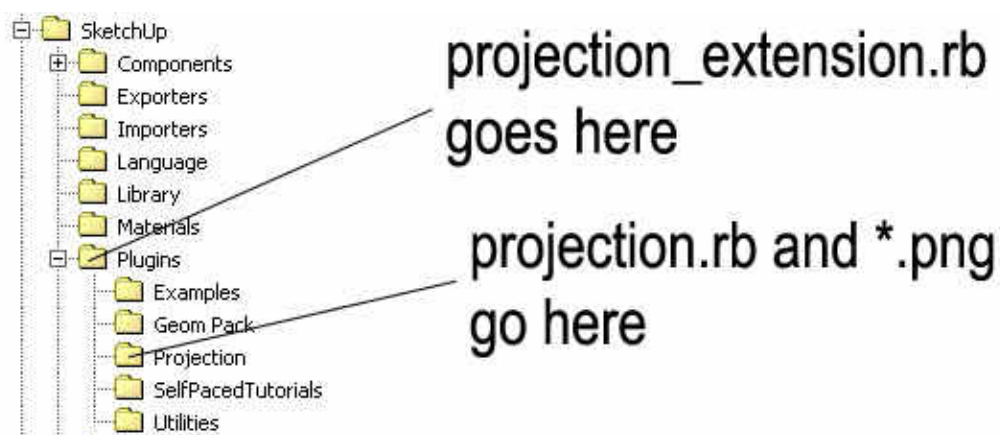 SketchUp
Components
Exporters
Importers
Language
Library
Materials
Plugins
Examples
Geom Pack
Projection
SelfPacedTutorials
Utilities
projection_extension.rb
goes here
projection.rb and *.png
go here